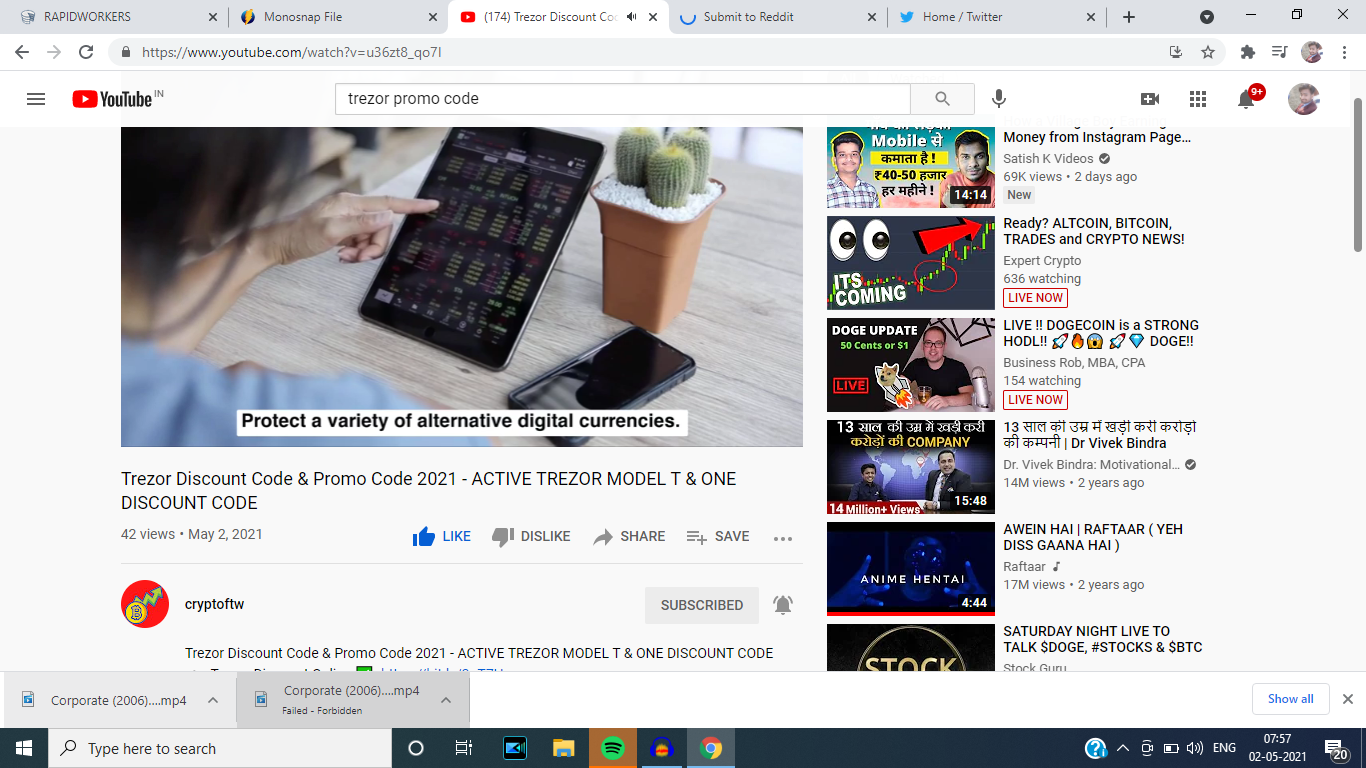 RAPIDWORKERS
Monosnap File
(174) Trezor Discount Co
Submit to Reddit
Home / Twitter
https://www.youtube.com/watch?v=u36zt8_qo7I
YouTube IN
trezor promo code
9+
Protect a variety of alternative digital currencies.
Trezor Discount Code & Promo Code 2021 - ACTIVE TREZOR MODEL T & ONE
DISCOUNT CODE
42 views • May 2, 2021
LIKE
DISLIKE
SHARE
SAVE
cryptoftw
SUBSCRIBED
Trezor Discount Code & Promo Code 2021 - ACTIVE TREZOR MODEL T & ONE DISCOUNT CODE
Mobile से
कमाता है !
₹40-50 हजार
हर महीने !
14:14
Money from Instagram Page...
Satish K Videos
69K views • 2 days ago
New
ITS
COMING
Ready? ALTCOIN, BITCOIN,
TRADES and CRYPTO NEWS!
Expert Crypto
636 watching
LIVE NOW
DOGE UPDATE
50 Cents or $1
LIVE
LIVE !! DOGECOIN is a STRONG
HODL!! 🚀🔥😱 🚀💎 DOGE!!
Business Rob, MBA, CPA
154 watching
LIVE NOW
13 साल की उम्र में खड़ी करी
करोड़ों की COMPANY
14 Million+ Views
15:48
13 साल की उम्र में खड़ी करी करोड़ो
की कम्पनी | Dr Vivek Bindra
Dr. Vivek Bindra: Motivational...
14M views • 2 years ago
ANIME HENTAI
4:44
AWEIN HAI | RAFTAAR ( YEH
DISS GAANA HAI )
Raftaar
17M views • 2 years ago
STOCK
SATURDAY NIGHT LIVE TO
TALK $DOGE, #STOCKS & $BTC
Stock Guru
Corporate (2006)....mp4
Corporate (2006)....mp4
Failed - Forbidden
Show all
Type here to search
ENG
07:57
02-05-2021
20